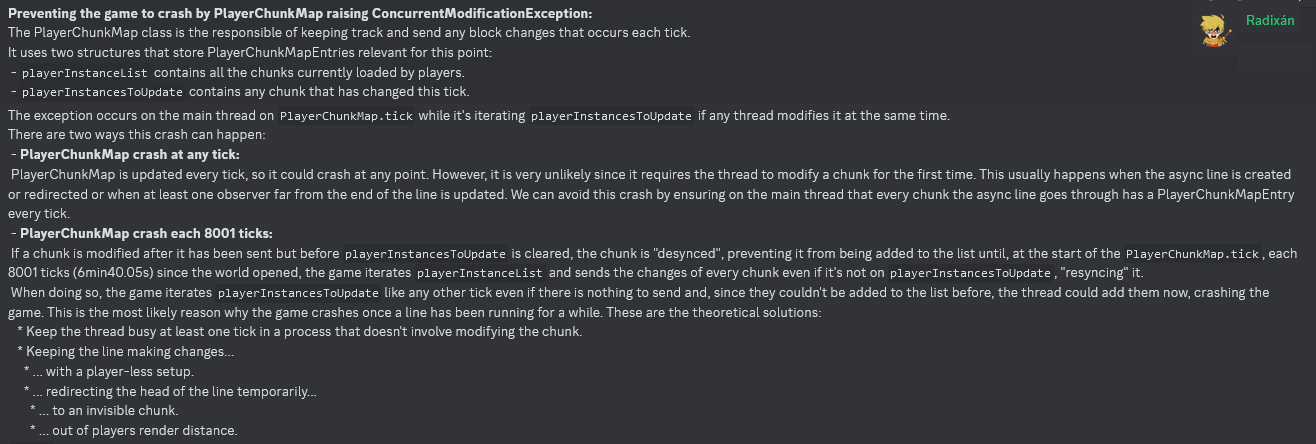 Preventing the game to crash by PlayerChunkMap raising ConcurrentModificationException:
Radixán
The PlayerChunkMap class is the responsible of keeping track and send any block changes that occurs each tick.
It uses two structures that store PlayerChunkMapEntries relevant for this point:
- playerInstanceList contains all the chunks currently loaded by players.
- playerInstancesToUpdate contains any chunk that has changed this tick.
The exception occurs on the main thread on PlayerChunkMap.tick while it's iterating playerInstancesToUpdate if any thread modifies it at the same time.
There are two ways this crash can happen:
- PlayerChunkMap crash at any tick:
PlayerChunkMap is updated every tick, so it could crash at any point. However, it is very unlikely since it requires the thread to modify a chunk for the first time. This usually happens when the async line is created
or redirected or when at least one observer far from the end of the line is updated. We can avoid this crash by ensuring on the main thread that every chunk the async line goes through has a PlayerChunkMapEntry
every tick.
- PlayerChunkMap crash each 8001 ticks:
If a chunk is modified after it has been sent but before playerInstancesToUpdate is cleared, the chunk is "desynced", preventing it from being added to the list until, at the start of the PlayerChunkMap.tick, each
8001 ticks (6min40.05s) since the world opened, the game iterates playerInstanceList and sends the changes of every chunk even if it's not on playerInstancesToUpdate, "resyncing" it.
When doing so, the game iterates playerInstancesToUpdate like any other tick even if there is nothing to send and, since they couldn't be added to the list before, the thread could add them now, crashing the
game. This is the most likely reason why the game crashes once a line has been running for a while. These are the theoretical solutions:
* Keep the thread busy at least one tick in a process that doesn't involve modifying the chunk.
* Keeping the line making changes...
* ... with a player-less setup.
* ... redirecting the head of the line temporarily...
* ... to an invisible chunk.
* ... out of players render distance.